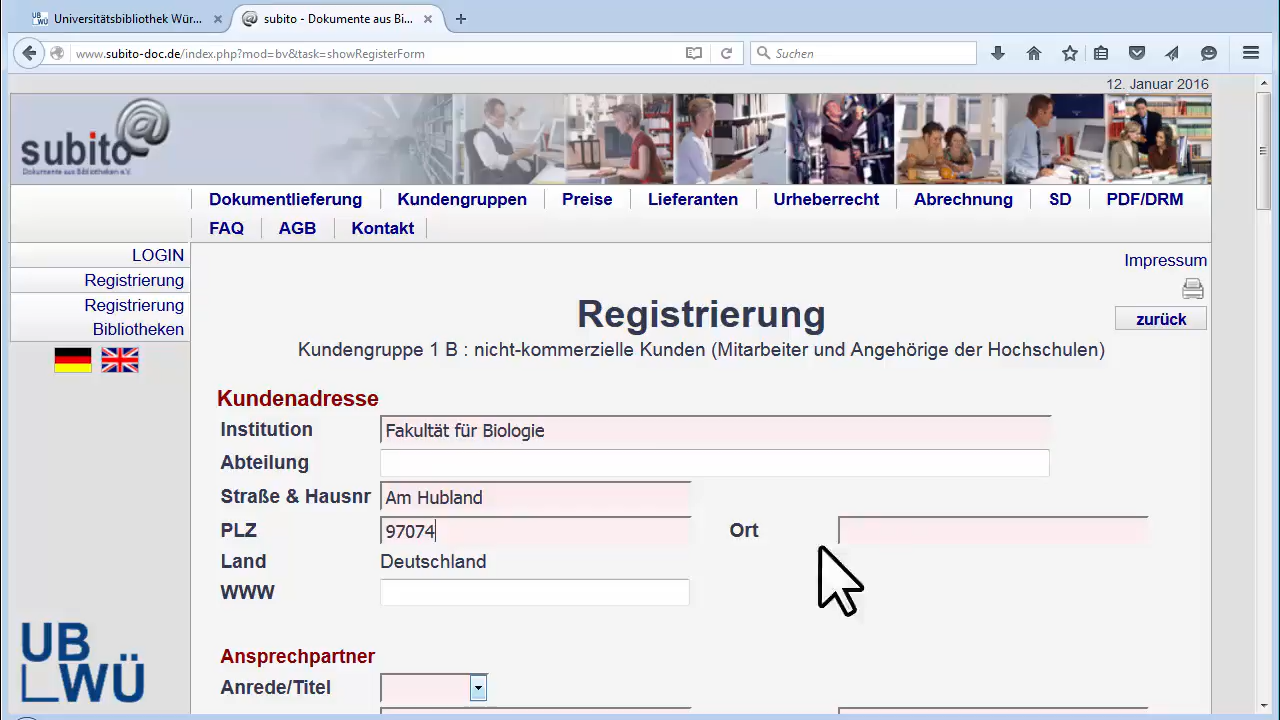 Universitätsbibliothek Wür...
subito - Dokumente aus Bi...
www.subito-doc.de/index.php?mod=bv&task=showRegisterForm
Suchen
12. Januar 2016
subito
Dokumente aus Bibliotheken e.V.
Dokumentlieferung
Kundengruppen
Preise
Lieferanten
Urheberrecht
Abrechnung
SD
PDF/DRM
FAQ
AGB
Kontakt
LOGIN
Registrierung
Registrierung
Bibliotheken
Impressum
zurück
Registrierung
Kundengruppe 1 B : nicht-kommerzielle Kunden (Mitarbeiter und Angehörige der Hochschulen)
Kundenadresse
Institution Fakultät für Biologie
Abteilung
Straße & Hausnr Am Hubland
PLZ 97074 Ort
Land Deutschland
WWW
Ansprechpartner
Anrede/Titel
UB
WÜ